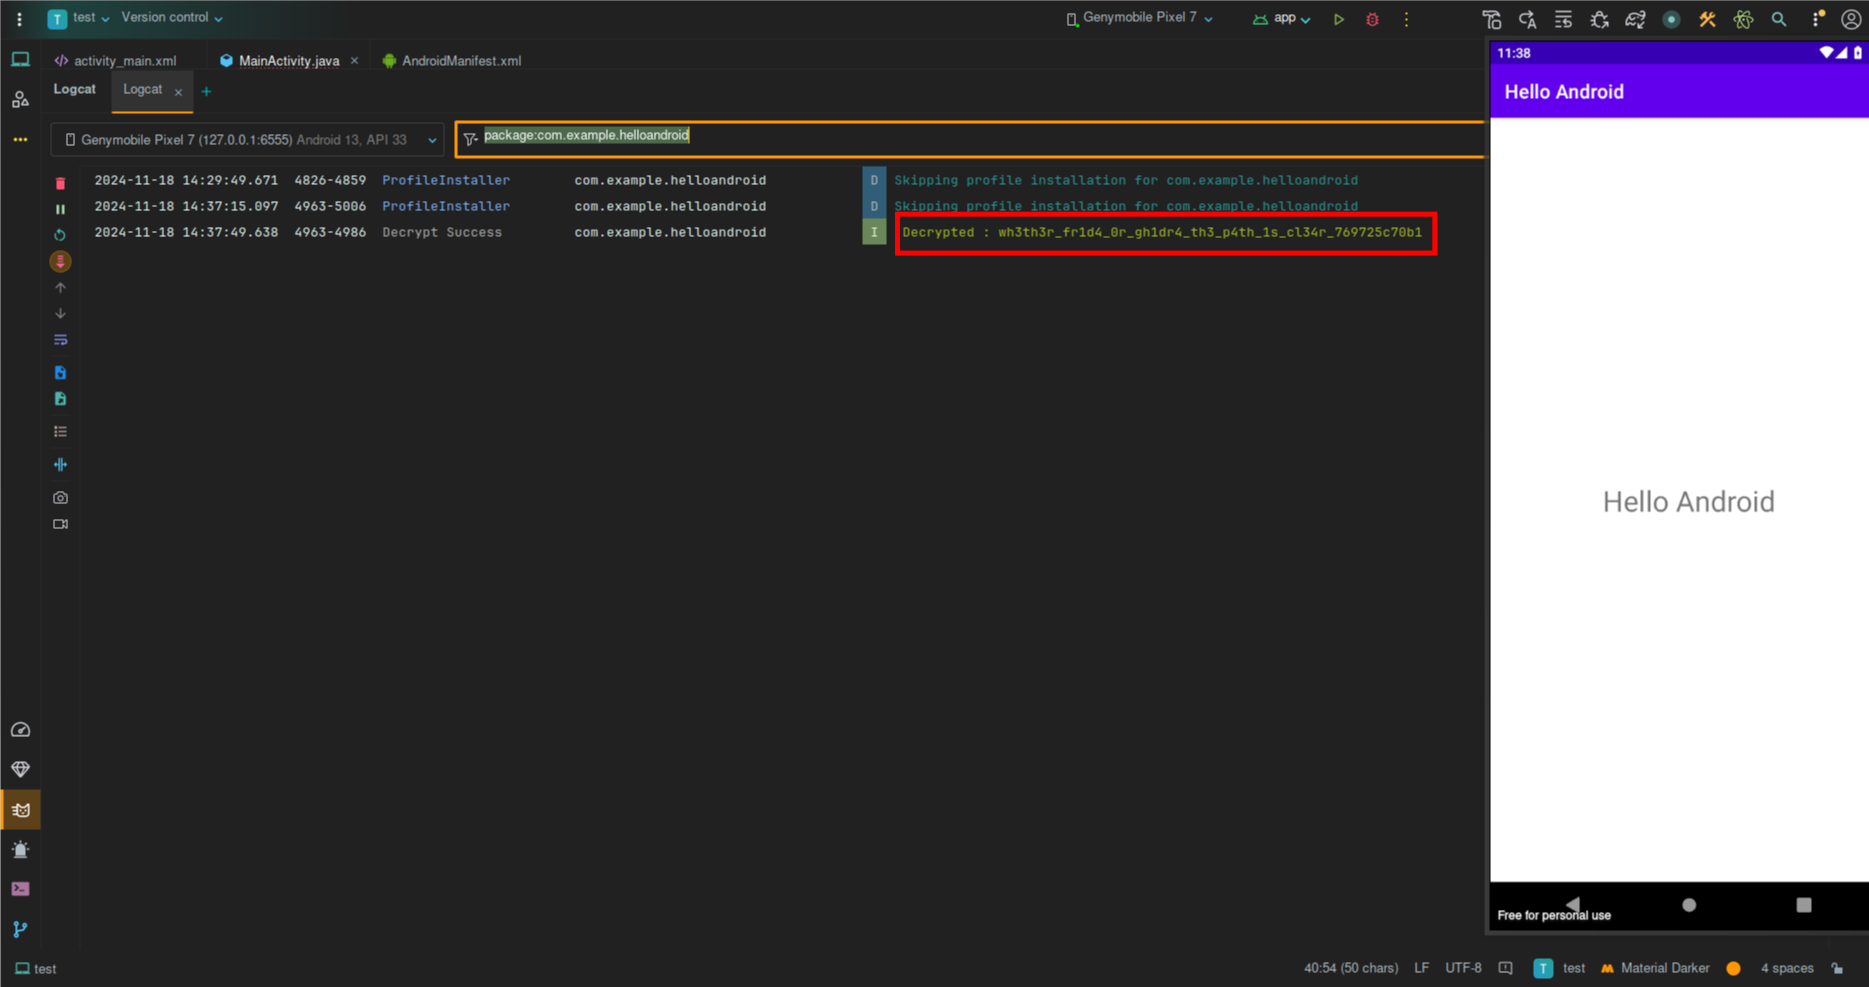 test Version control Genymobile Pixel 7 app
activity_main.xml MainActivity.java AndroidManifest.xml
Logcat Logcat
Genymobile Pixel 7 (127.0.0.1:6555) Android 13, API 33 package:com.example.helloandroid
2024-11-18 14:29:49.671 4826-4859 ProfileInstaller com.example.helloandroid D Skipping profile installation for com.example.helloandroid
2024-11-18 14:37:15.097 4963-5006 ProfileInstaller com.example.helloandroid D Skipping profile installation for com.example.helloandroid
2024-11-18 14:37:49.638 4963-4986 Decrypt Success com.example.helloandroid I Decrypted : wh3th3r_fr1d4_0r_gh1dr4_th3_p4th_1s_cl34r_769725c70b1
11:38
Hello Android
Hello Android
Free for personal use
test 40:54 (50 chars) LF UTF-8 T test Material Darker 4 spaces